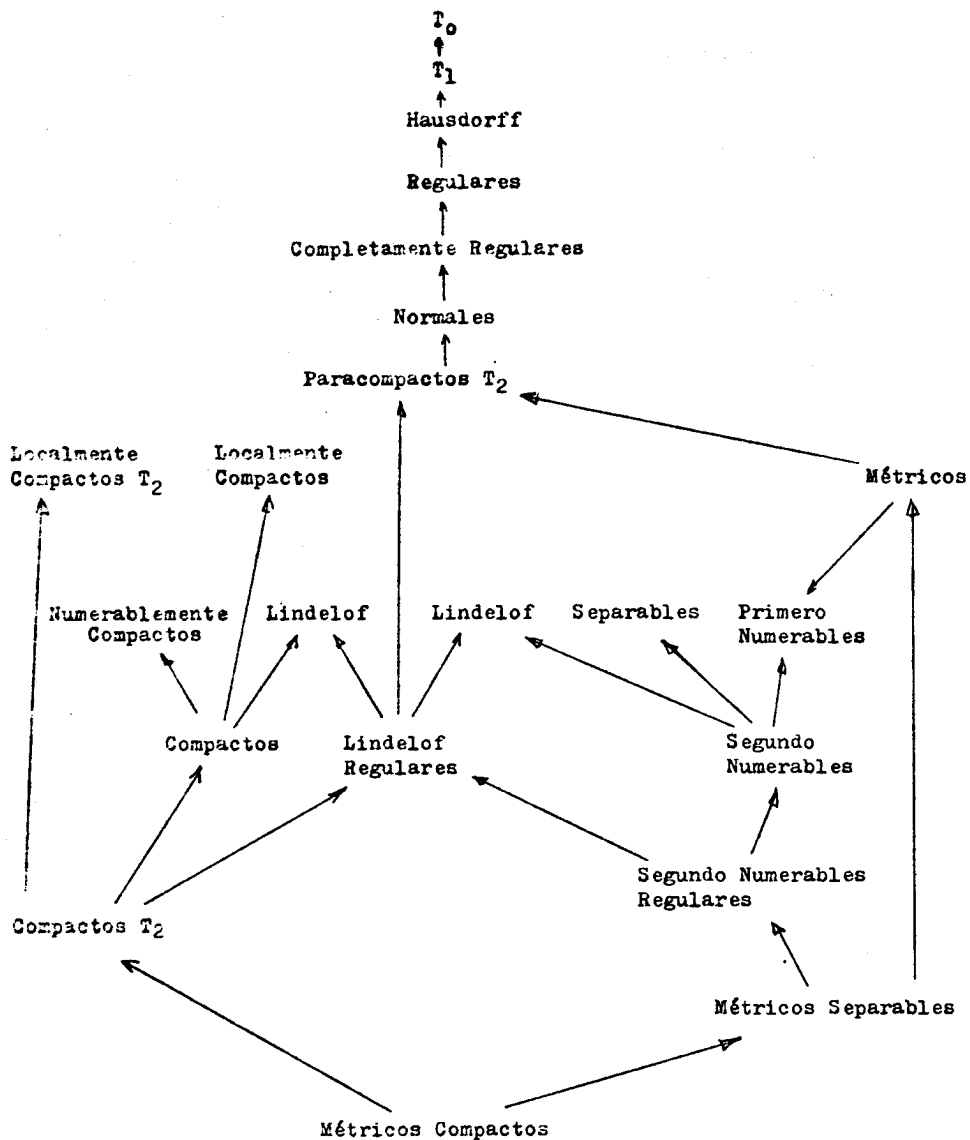 T₀
T₁
Hausdorff
Regulares
Completamente Regulares
Normales
Paracompactos T₂
Localmente
Compactos T₂
Localmente
Compactos
Métricos
Numerablemente
Compactos
Lindelof
Lindelof
Separables
Primero
Numerables
Compactos
Lindelof
Regulares
Segundo
Numerables
Segundo Numerables
Regulares
Compactos T₂
Métricos Separables
Métricos Compactos